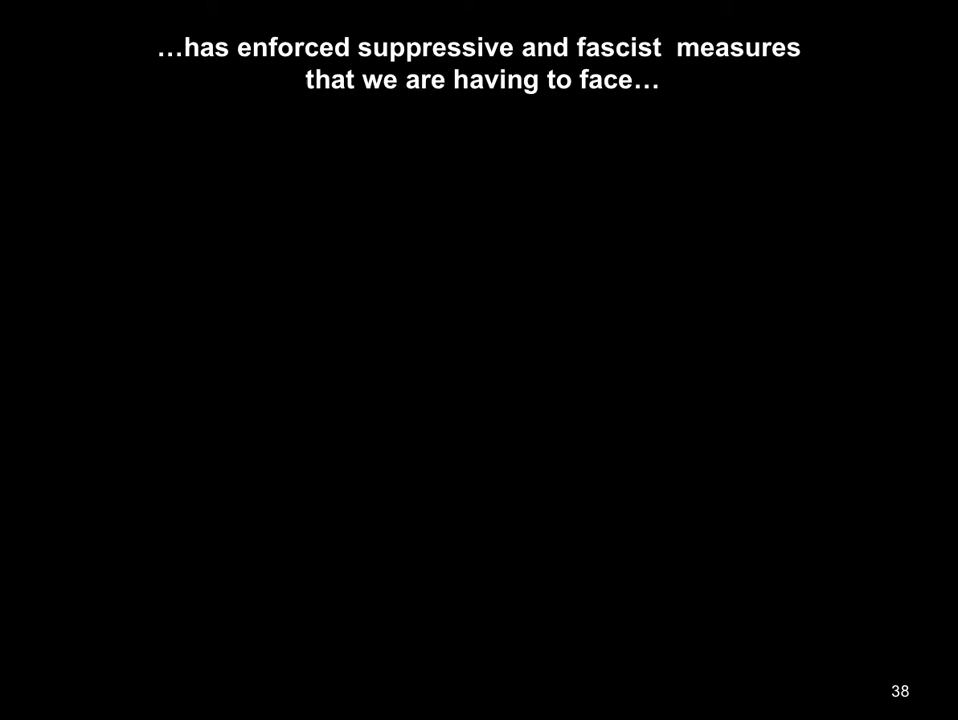 …has enforced suppressive and fascist  measures
that we are having to face…
38